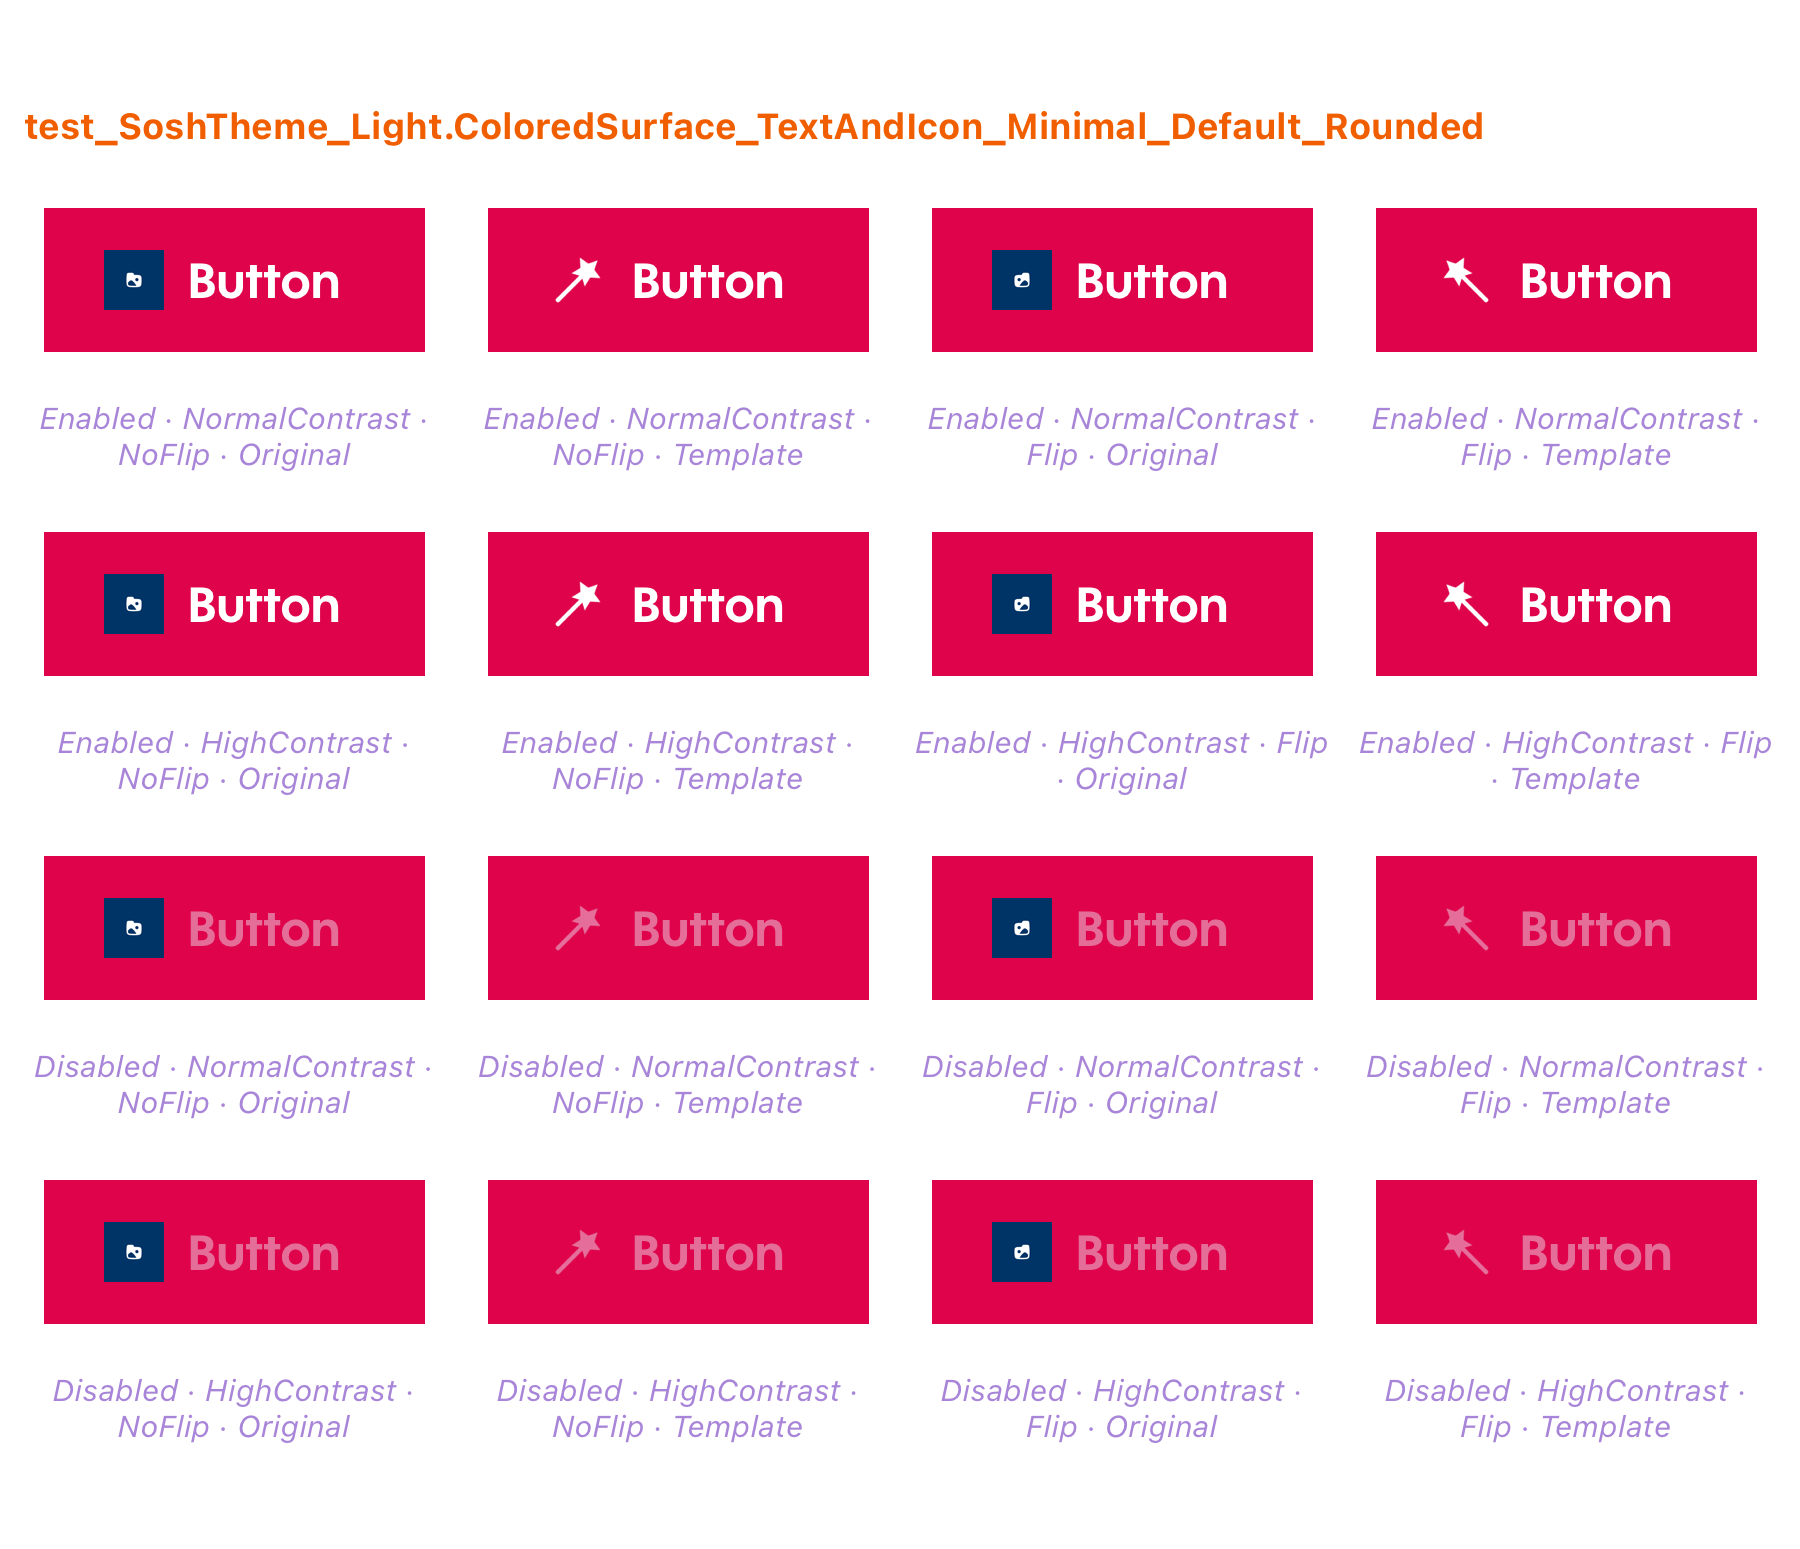 test_SoshTheme_Light.ColoredSurface_TextAndIcon_Minimal_Default_Rounded
Button Button Button Button
Enabled · NormalContrast · Enabled · NormalContrast · Enabled · NormalContrast · Enabled · NormalContrast ·
NoFlip · Original NoFlip · Template Flip · Original Flip · Template
Button Button Button Button
Enabled · HighContrast · Enabled · HighContrast · Enabled · HighContrast · Flip Enabled · HighContrast · Flip
NoFlip · Original NoFlip · Template · Original · Template
Button Button Button Button
Disabled · NormalContrast · Disabled · NormalContrast · Disabled · NormalContrast · Disabled · NormalContrast ·
NoFlip · Original NoFlip · Template Flip · Original Flip · Template
Button Button Button Button
Disabled · HighContrast · Disabled · HighContrast · Disabled · HighContrast · Disabled · HighContrast ·
NoFlip · Original NoFlip · Template Flip · Original Flip · Template